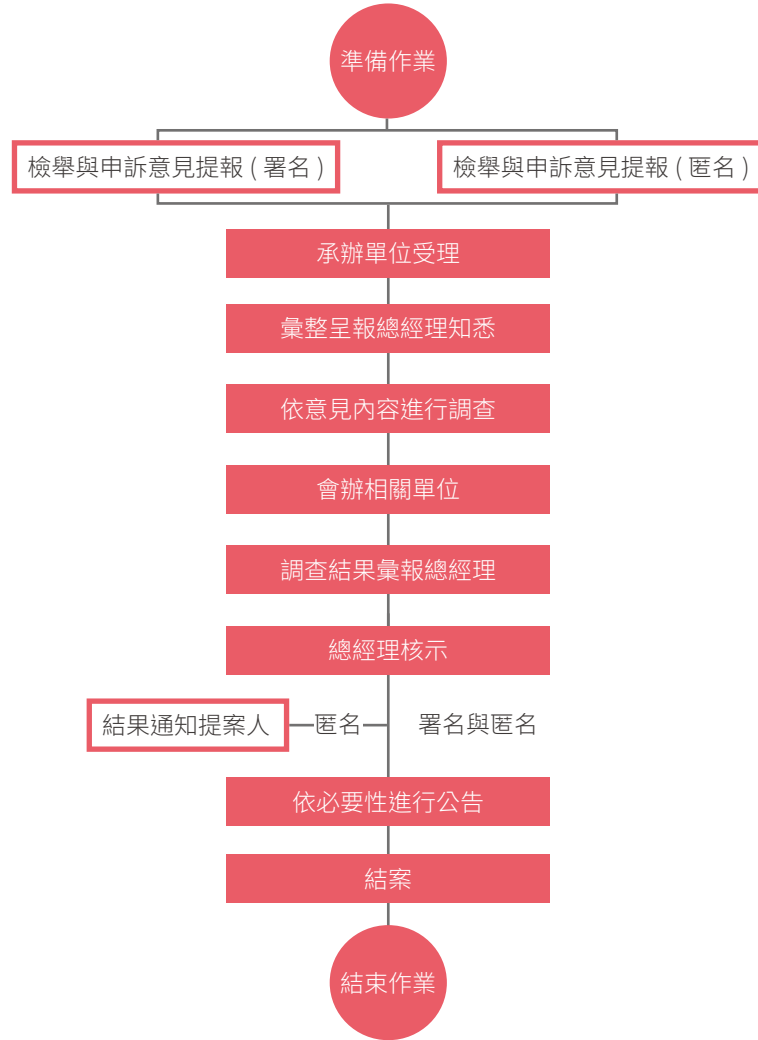 準備作業
檢舉與申訴意見提報 ( 署名 )
檢舉與申訴意見提報 ( 匿名 )
承辦單位受理
彙整呈報總經理知悉
依意見內容進行調查
會辦相關單位
調查結果彙報總經理
總經理核示
結果通知提案人
匿名
署名與匿名
依必要性進行公告
結案
結束作業